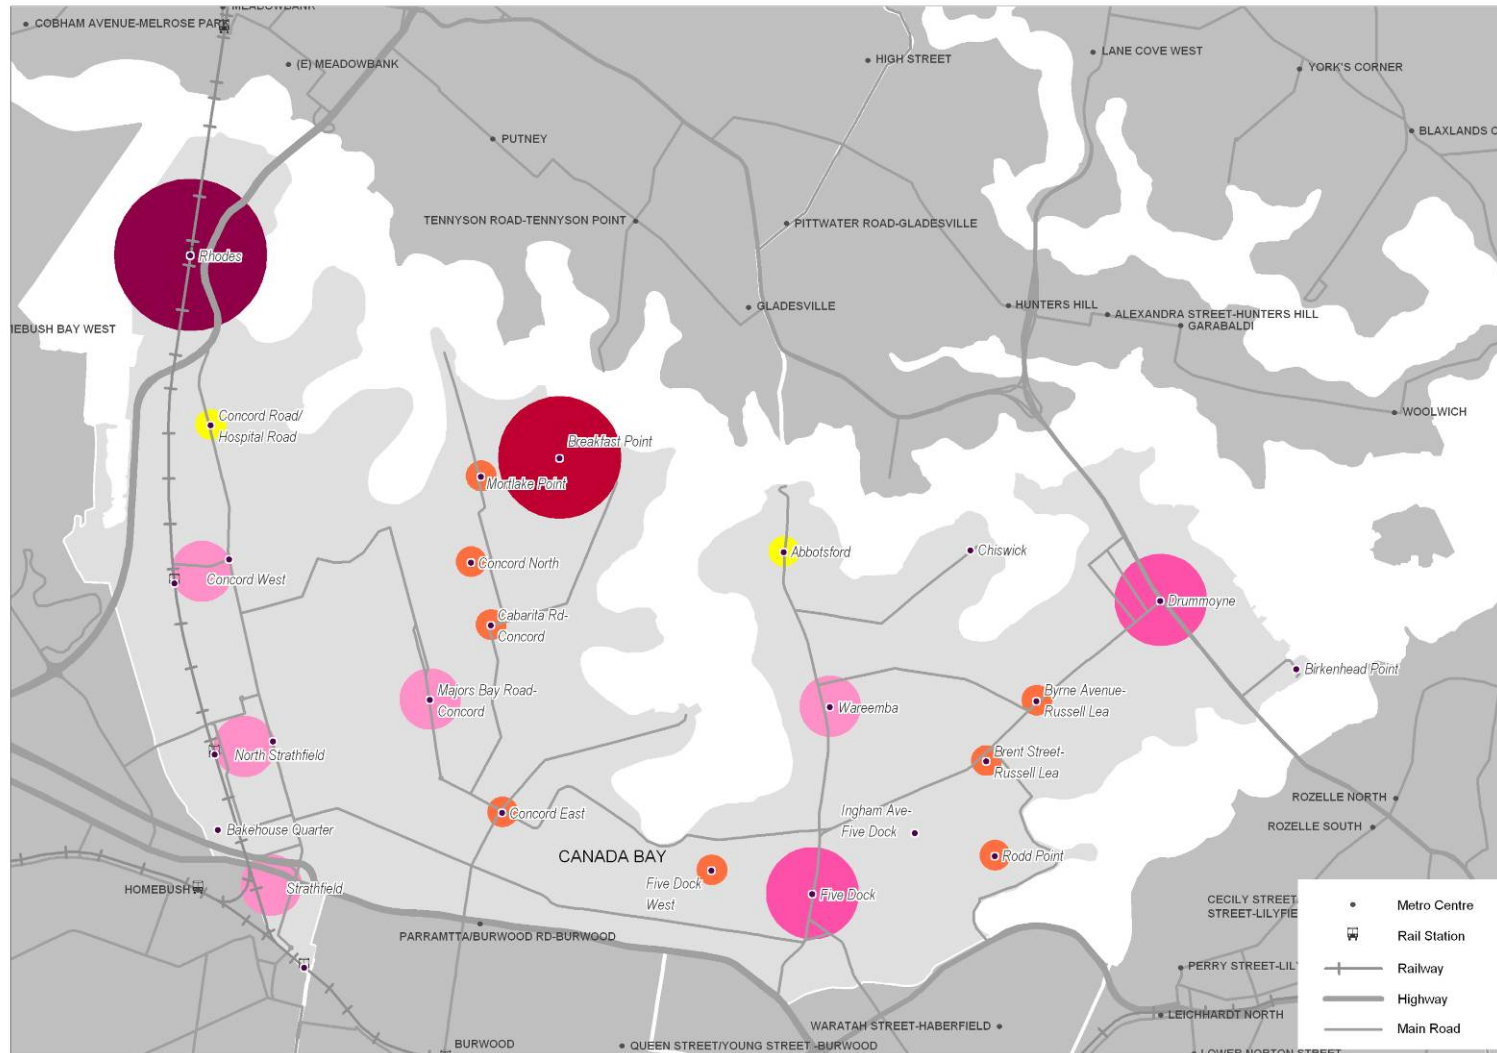 MEADOWBANK
COBHAM AVENUE-MELROSE PARK
(E) MEADOWBANK
HIGH STREET
LANE COVE WEST
YORK'S CORNER
BLAXLANDS C
PUTNEY
TENNYSON ROAD-TENNYSON POINT
PITTWATER ROAD-GLADESVILLE
Rhodes
GLADESVILLE
HUNTERS HILL
ALEXANDRA STREET-HUNTERS HILL
GARABALDI
EBUSH BAY WEST
WOOLWICH
Concord Road/
Hospital Road
Breakfast Point
Mortlake Point
Concord North
Abbotsford
Chiswick
Concord West
Drummoyne
Cabarita Rd-
Concord
Birkenhead Point
Majors Bay Road-
Concord
Wareemba
Byrne Avenue-
Russell Lea
North Strathfield
Brent Street-
Russell Lea
Bakehouse Quarter
Concord East
Ingham Ave-
Five Dock
ROZELLE NORTH
ROZELLE SOUTH
CANADA BAY
Rodd Point
HOMEBUSH
Strathfield
Five Dock
West
Five Dock
CECILY STREET
STREET-LILYFIE
PARRAMTTA/BURWOOD RD-BURWOOD
PERRY STREET-LIL
LEICHHARDT NORTH
WARATAH STREET-HABERFIELD
BURWOOD
QUEEN STREET/YOUNG STREET -BURWOOD
LOWER NORTON STREET
Metro Centre
Rail Station
Railway
Highway
Main Road